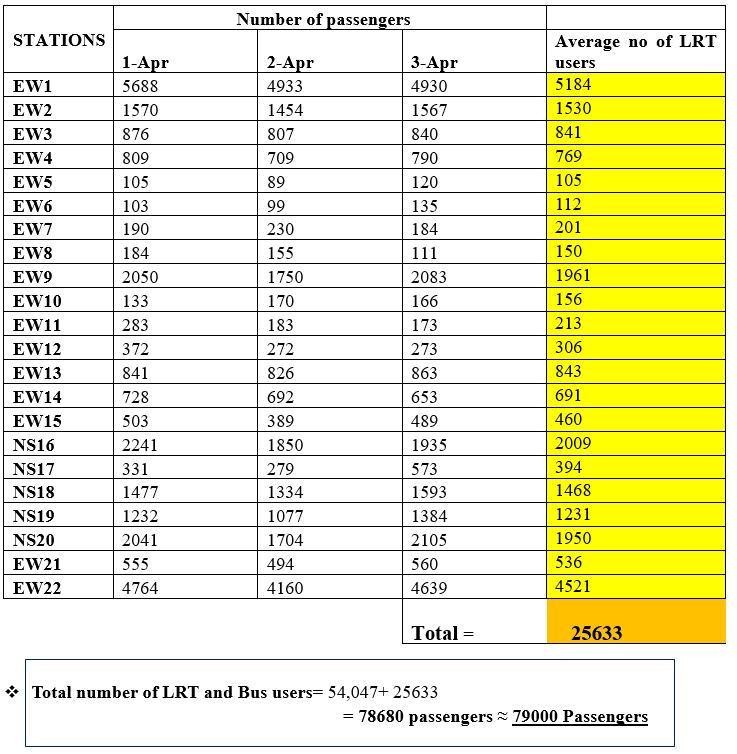 STATIONS Number of passengers
1-Apr 2-Apr 3-Apr Average no of LRT
users
EW1 5688 4933 4930 5184
EW2 1570 1454 1567 1530
EW3 876 807 840 841
EW4 809 709 790 769
EW5 105 89 120 105
EW6 103 99 135 112
EW7 190 230 184 201
EW8 184 155 111 150
EW9 2050 1750 2083 1961
EW10 133 170 166 156
EW11 283 183 173 213
EW12 372 272 273 306
EW13 841 826 863 843
EW14 728 692 653 691
EW15 503 389 489 460
NS16 2241 1850 1935 2009
NS17 331 279 573 394
NS18 1477 1334 1593 1468
NS19 1232 1077 1384 1231
NS20 2041 1704 2105 1950
EW21 555 494 560 536
EW22 4764 4160 4639 4521
Total = 25633
❖ Total number of LRT and Bus users= 54,047+ 25633
= 78680 passengers ≈ 79000 Passengers